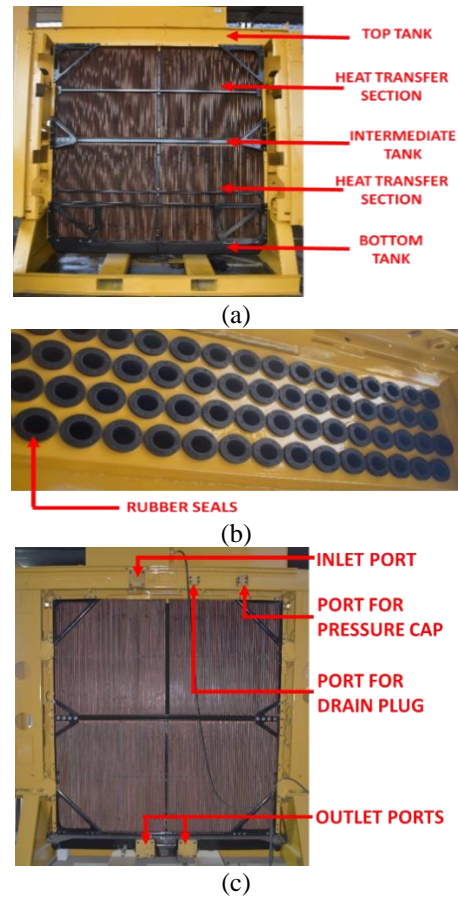 TOP TANK
HEAT TRANSFER
SECTION
INTERMEDIATE
TANK
HEAT TRANSFER
SECTION
BOTTOM
TANK
(a)
RUBBER SEALS
(b)
INLET PORT
PORT FOR
PRESSURE CAP
PORT FOR
DRAIN PLUG
OUTLET PORTS
(c)